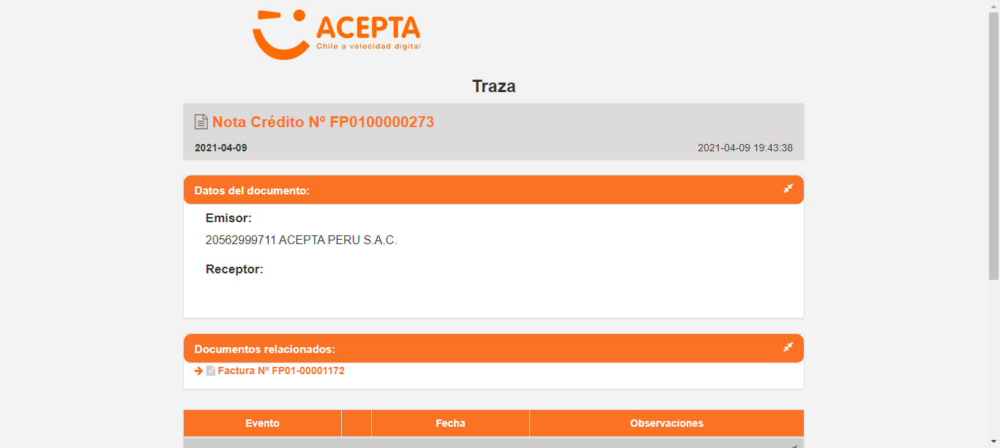 ACEPTA
Chile a velocidad digital
Traza
Nota Crédito Nº FP0100000273
2021-04-09 2021-04-09 19:43:38
Datos del documento:
Emisor:
20562999711 ACEPTA PERU S.A.C.
Receptor:
Documentos relacionados:
Factura Nº FP01-00001172
Evento Fecha Observaciones